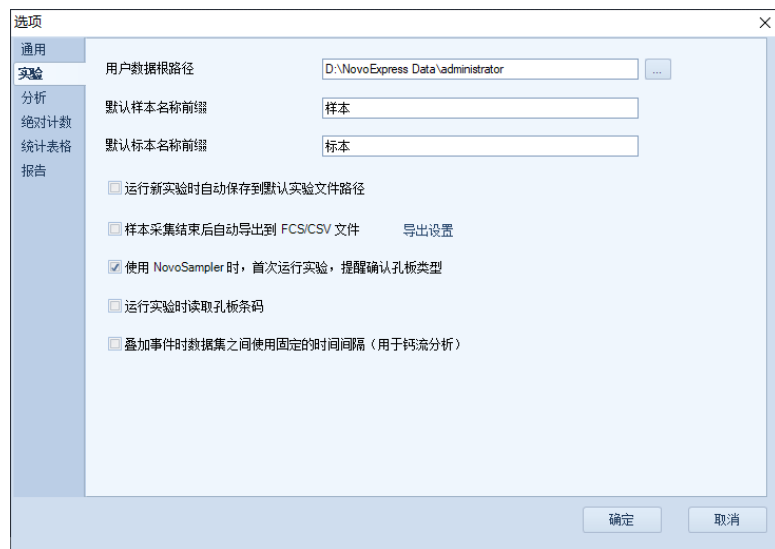 选项
通用
实验
分析
绝对计数
统计表格
报告
用户数据根路径 D:\NovoExpress Data\administrator ...
默认样本名称前缀 样本
默认标本名称前缀 标本
运行新实验时自动保存到默认实验文件路径
样本采集结束后自动导出到 FCS/CSV 文件 导出设置
使用 NovoSampler 时，首次运行实验，提醒确认孔板类型
运行实验时读取孔板条码
叠加事件时数据集之间使用固定的时间间隔（用于钙流分析）
确定 取消